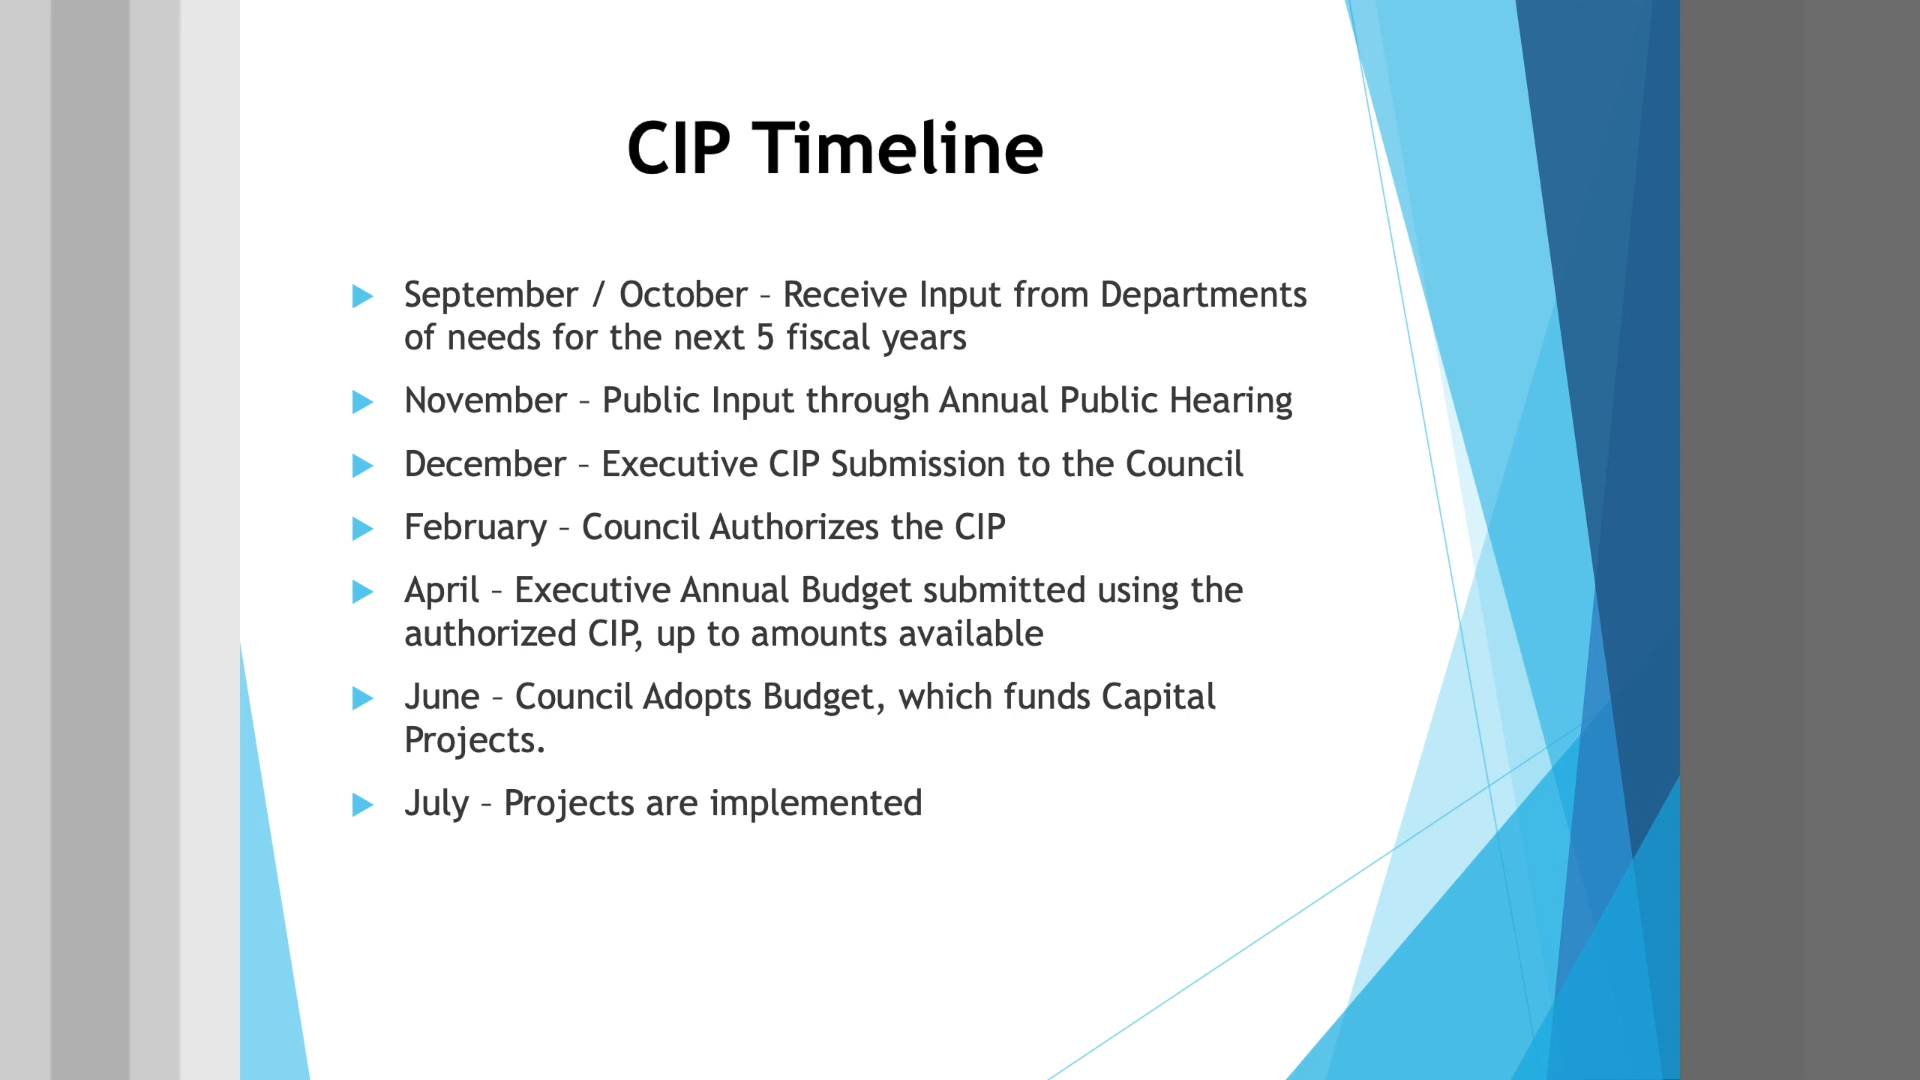 CIP Timeline
September / October – Receive Input from Departments
of needs for the next 5 fiscal years
November – Public Input through Annual Public Hearing
December – Executive CIP Submission to the Council
February – Council Authorizes the CIP
April – Executive Annual Budget submitted using the
authorized CIP, up to amounts available
June – Council Adopts Budget, which funds Capital
Projects.
July – Projects are implemented